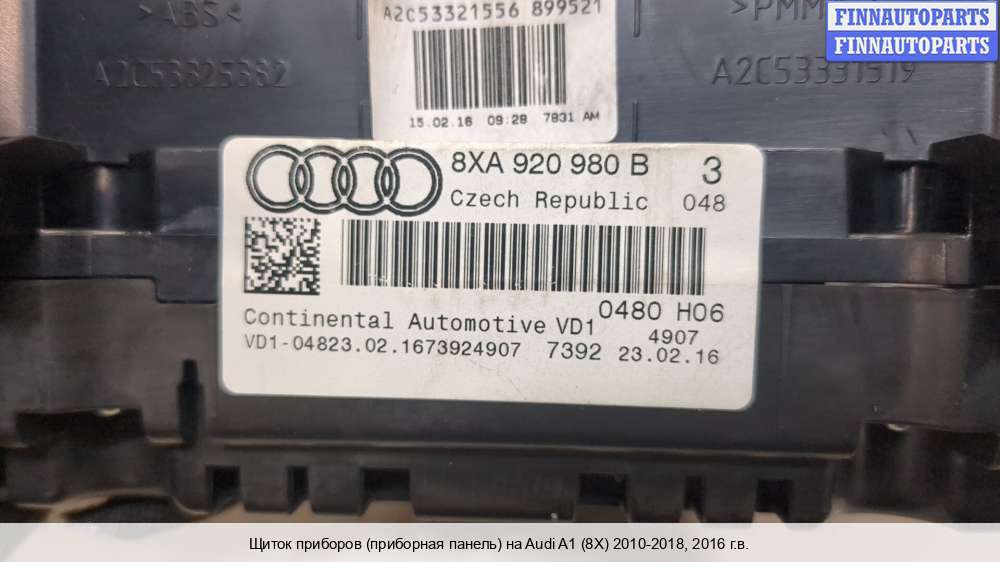 A2C53321556 899521
>ABS<
>PMM
FINNAUTOPARTS
FINNAUTOPARTS
A2C53325382
A2C53331519
15.02.16 09:28 7831 AM
8XA 920 980 B 3
Czech Republic 048
0480 H06
Continental Automotive VD1 4907
VD1-04823.02.1673924907 7392 23.02.16
Щиток приборов (приборная панель) на Audi A1 (8X) 2010-2018, 2016 г.в.